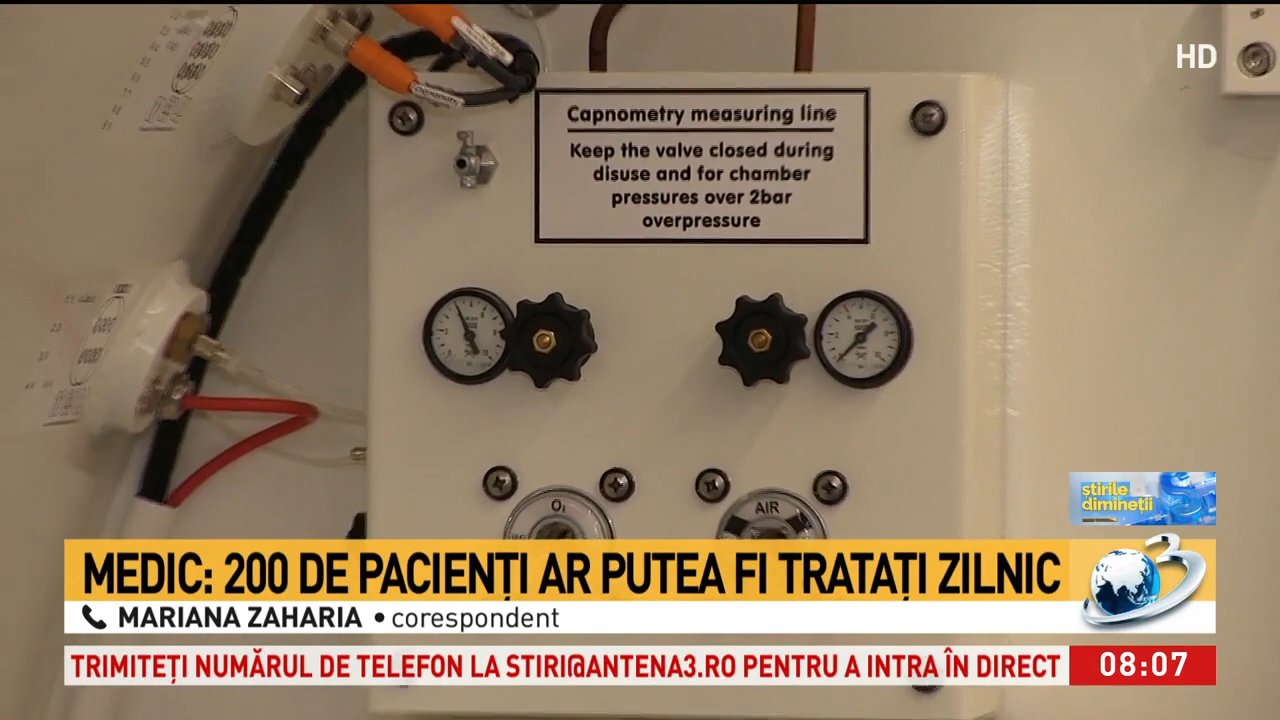 HD
Capnometry measuring line
Keep the valve closed during
disuse and for chamber
pressures over 2bar
overpressure
O₂
AIR
știrile
dimineții
MEDIC: 200 DE PACIENȚI AR PUTEA FI TRATAȚI ZILNIC
3
MARIANA ZAHARIA • corespondent
TRIMITEȚI NUMĂRUL DE TELEFON LA STIRI@ANTENA3.RO PENTRU A INTRA ÎN DIRECT
08:07